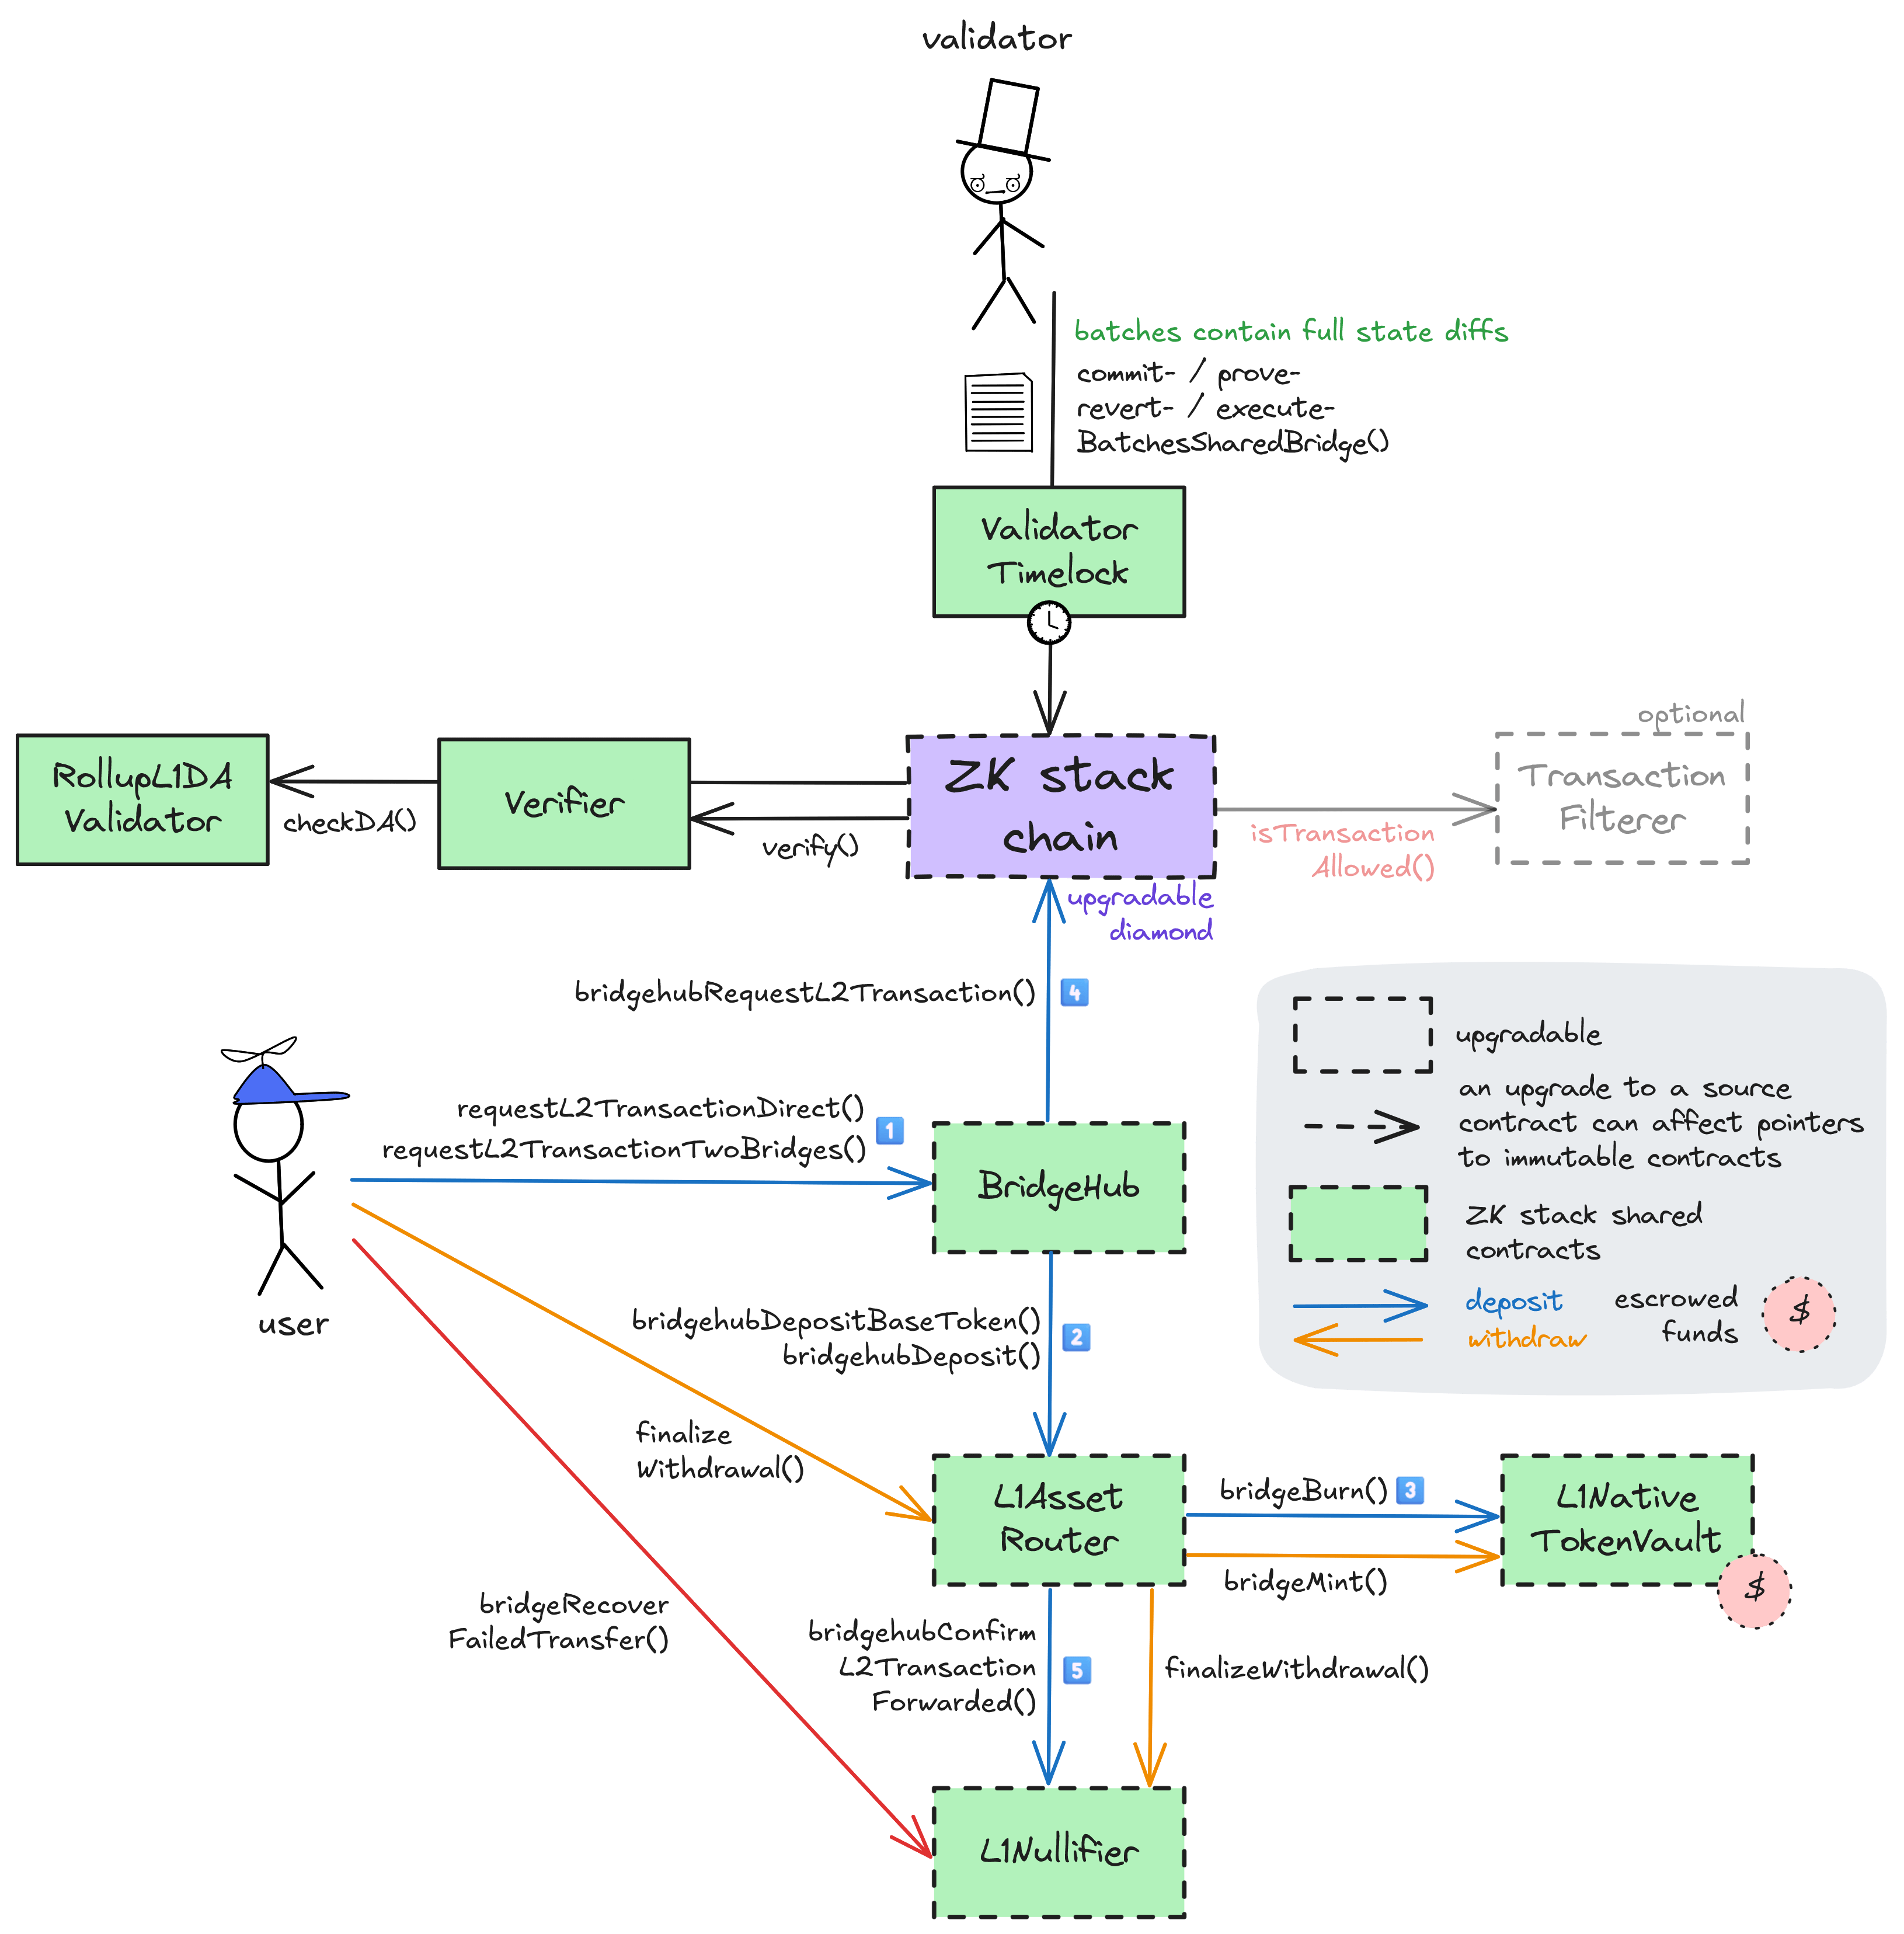 validator
batches contain full state diffs
commit- / prove-
revert- / execute-
BatchesSharedBridge()
Validator
Timelock
optional
RollupL1DA
Validator
checkDA()
Verifier
verify()
ZK stack
chain
isTransaction
Allowed()
Transaction
Filterer
upgradable
diamond
bridgehubRequestL2Transaction()
4
upgradable
an upgrade to a source
contract can affect pointers
to immutable contracts
ZK stack shared
contracts
deposit
withdraw
escrowed
funds
$
requestL2TransactionDirect()
requestL2TransactionTwoBridges()
1
BridgeHub
user
bridgehubDepositBaseToken()
bridgehubDeposit()
2
finalize
Withdrawal()
L1Asset
Router
bridgeBurn()
3
bridgeMint()
L1Native
TokenVault
$
bridgeRecover
FailedTransfer()
bridgehubConfirm
L2Transaction
Forwarded()
5
finalizeWithdrawal()
L1Nullifier